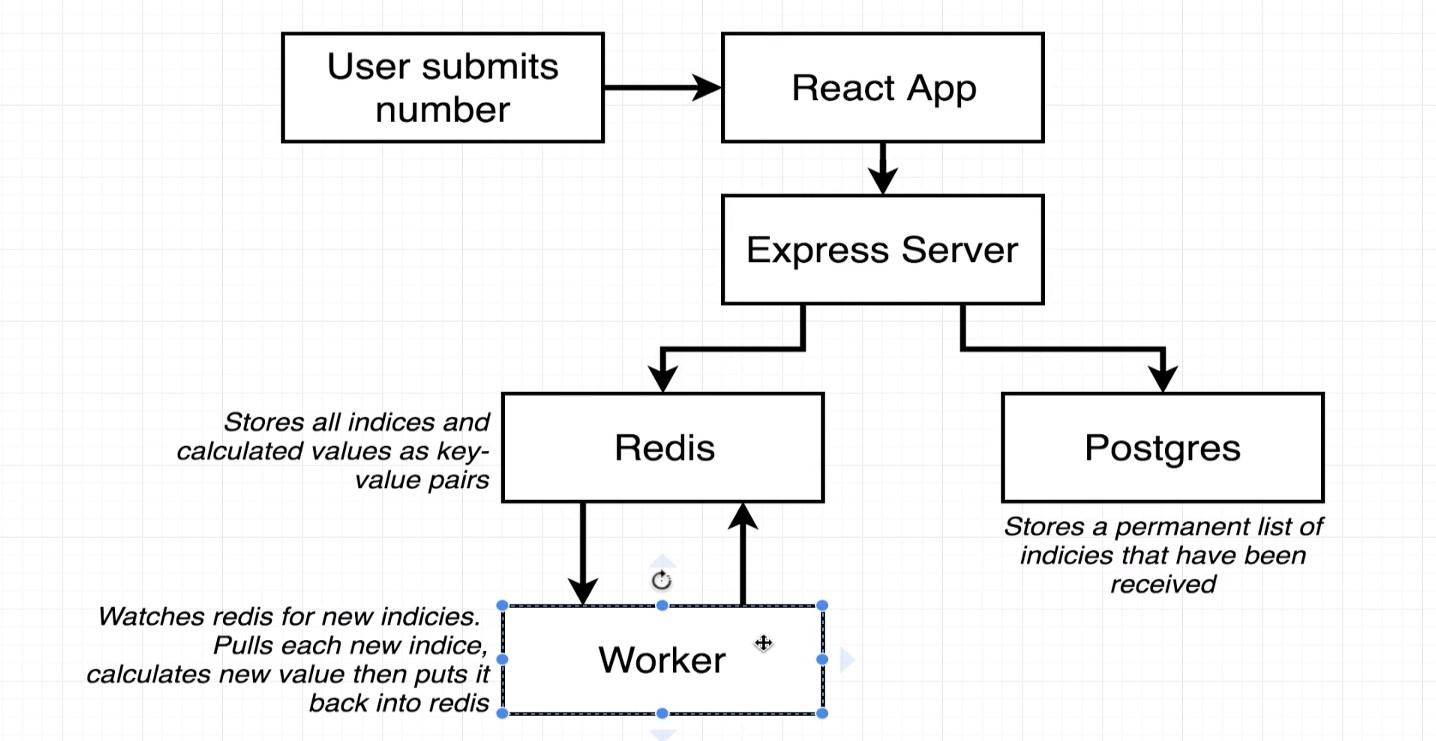 User submits
number
React App
Express Server
Stores all indices and
calculated values as key-
value pairs
Redis
Postgres
Stores a permanent list of
indicies that have been
received
Watches redis for new indicies.
Pulls each new indice,
calculates new value then puts it
back into redis
Worker